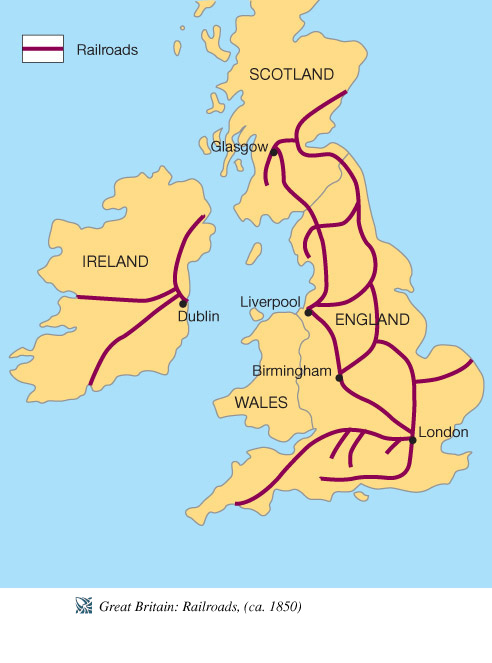 Railroads
SCOTLAND
Glasgow
IRELAND
Dublin
Liverpool
ENGLAND
Birmingham
WALES
London
Great Britain: Railroads, (ca. 1850)